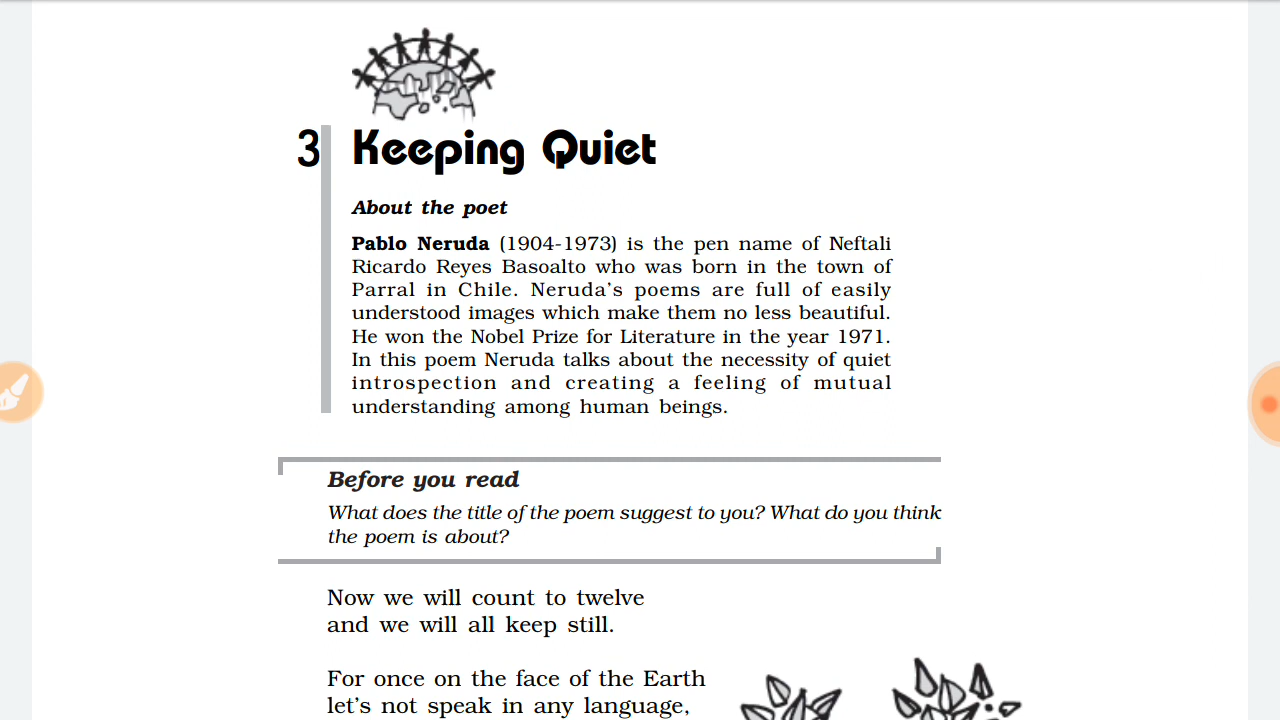 3 Keeping Quiet
About the poet
Pablo Neruda (1904-1973) is the pen name of Neftali
Ricardo Reyes Basoalto who was born in the town of
Parral in Chile. Neruda's poems are full of easily
understood images which make them no less beautiful.
He won the Nobel Prize for Literature in the year 1971.
In this poem Neruda talks about the necessity of quiet
introspection and creating a feeling of mutual
understanding among human beings.
Before you read
What does the title of the poem suggest to you? What do you think
the poem is about?
Now we will count to twelve
and we will all keep still.
For once on the face of the Earth
let's not speak in any language,